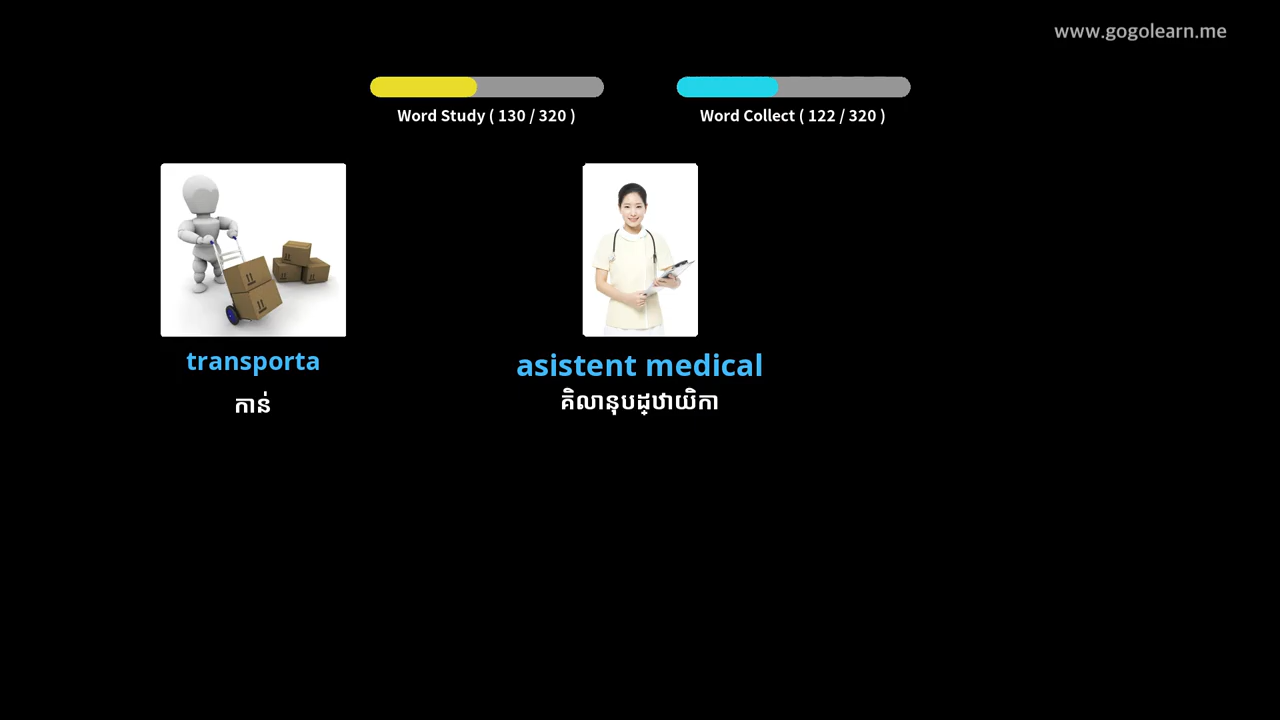 www.gogolearn.me
Word Study ( 130 / 320 )
Word Collect ( 122 / 320 )
transporta
កាន់
asistent medical
គិលានុបដ្ឋាយិកា